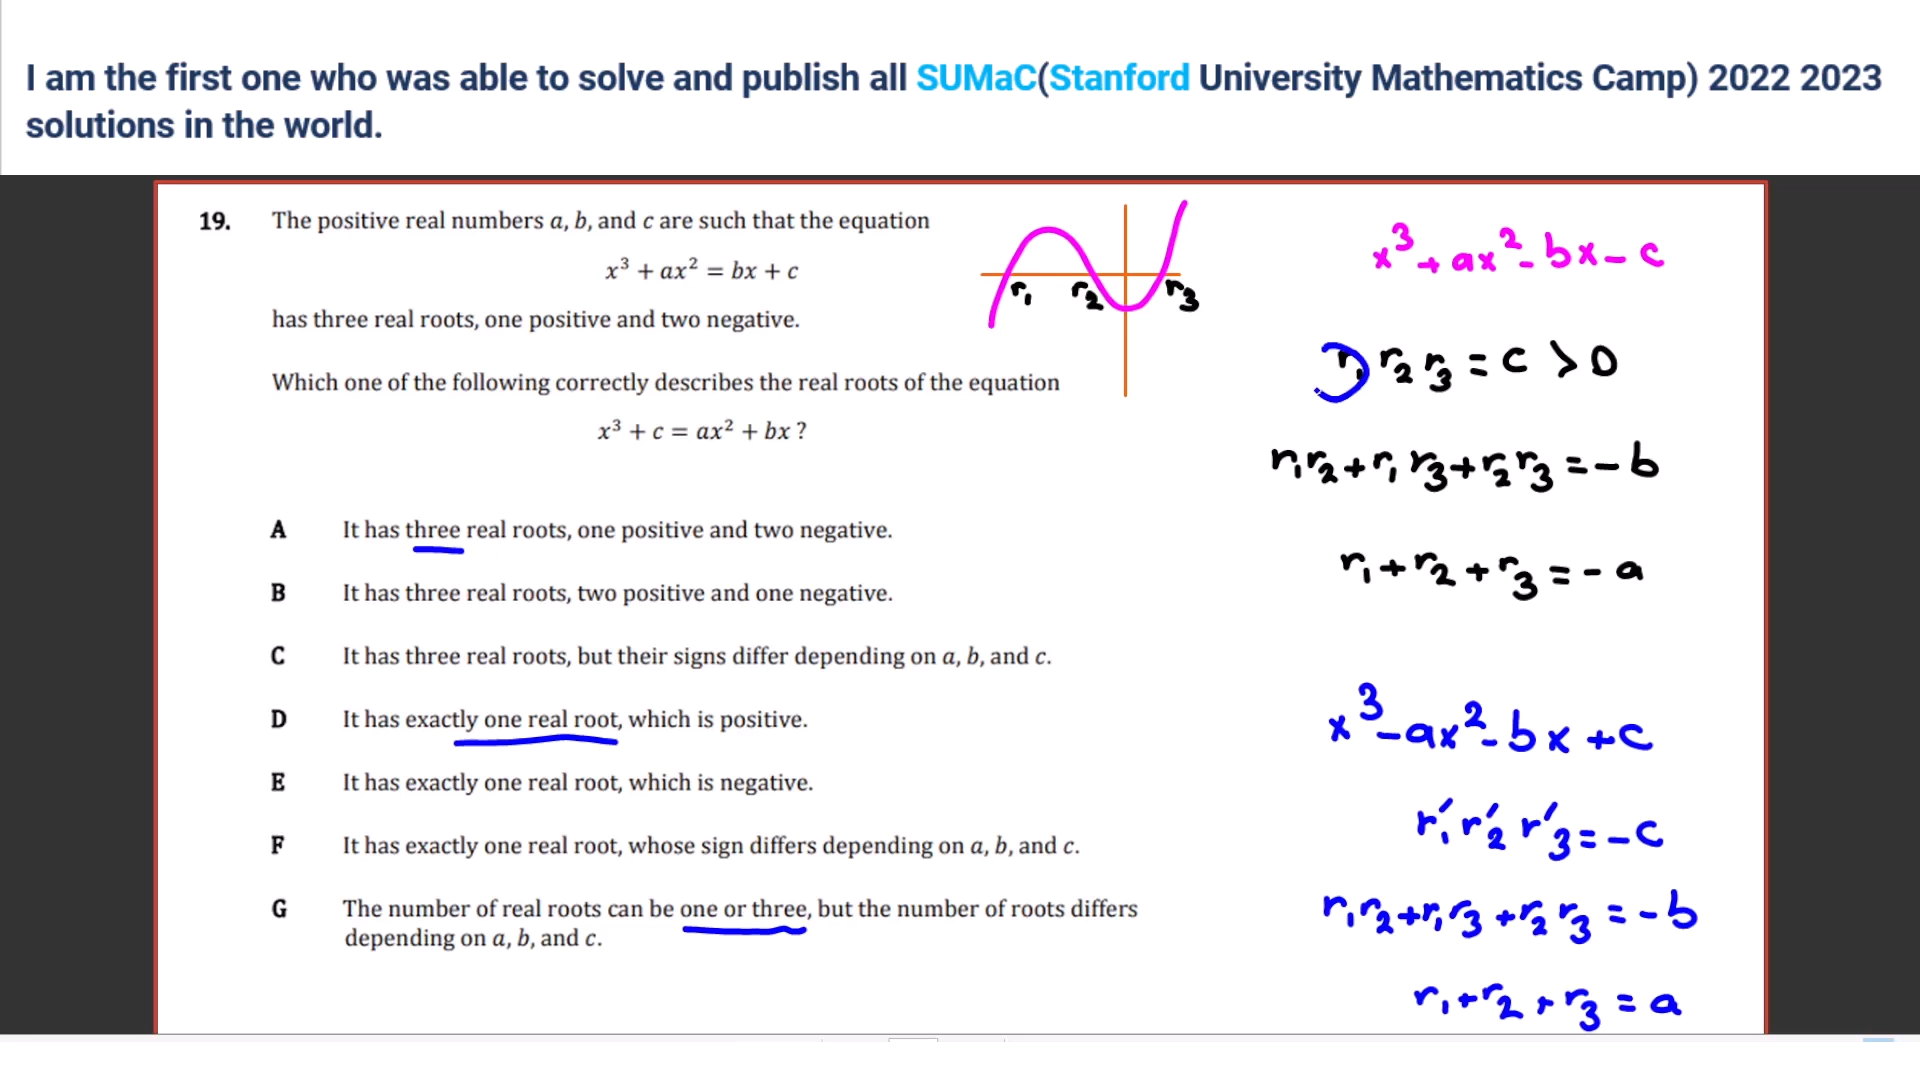 I am the first one who was able to solve and publish all SUMaC(Stanford University Mathematics Camp) 2022 2023
solutions in the world.
19. The positive real numbers a, b, and c are such that the equation
x³ + ax² = bx + c
has three real roots, one positive and two negative.
Which one of the following correctly describes the real roots of the equation
x³ + c = ax² + bx ?
A It has three real roots, one positive and two negative.
B It has three real roots, two positive and one negative.
C It has three real roots, but their signs differ depending on a, b, and c.
D It has exactly one real root, which is positive.
E It has exactly one real root, which is negative.
F It has exactly one real root, whose sign differs depending on a, b, and c.
G The number of real roots can be one or three, but the number of roots differs
depending on a, b, and c.
r₁ r₂ r₃
x³ + ax² - bx - c
r₁ r₂ r₃ = c > 0
r₁r₂ + r₁r₃ + r₂r₃ = - b
r₁ + r₂ + r₃ = - a
x³ - ax² - bx + c
r₁' r₂' r'₃ = - c
r₁r₂ + r₁r₃ + r₂r₃ = - b
r₁ + r₂ + r₃ = a